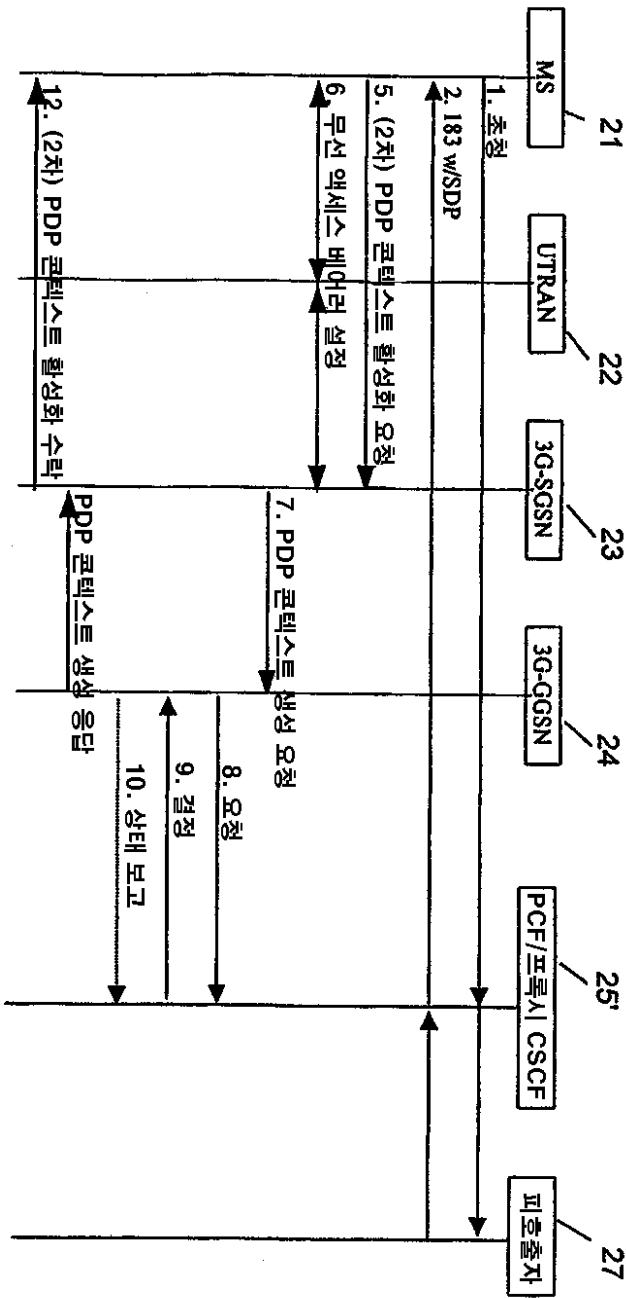 21
22
23
24
25'
27
MS
UTRAN
3G-SGSN
3G-GGSN
PCF/프록시 CSCF
피호출자
1. 초청
2. 183 w/SDP
5. (2차) PDP 콘텍스트 활성화 요청
6. 무선 액세스 베어러 설정
7. PDP 콘텍스트 생성 요청
8. 요청
9. 결정
10. 상태 보고
PDP 콘텍스트 생성 응답
12. (2차) PDP 콘텍스트 활성화 수락